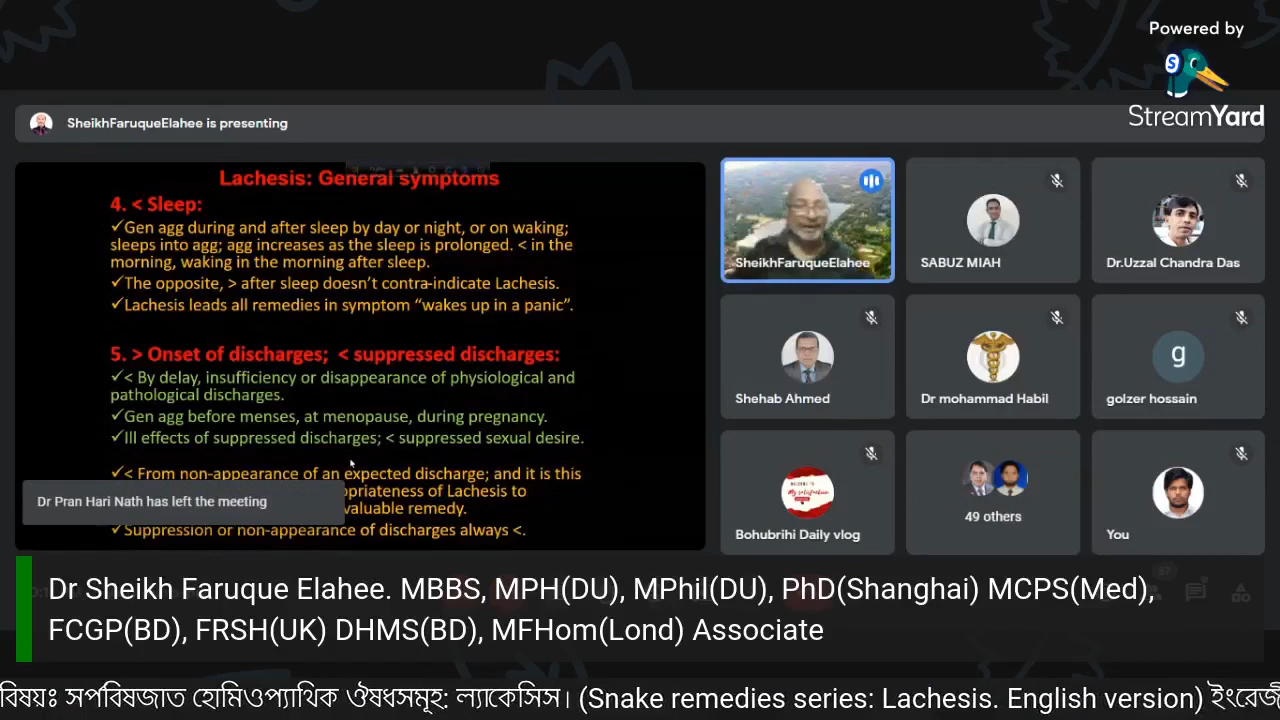 Powered by
StreamYard
SheikhFaruqueElahee is presenting
Lachesis: General symptoms
4. < Sleep:
✓Gen agg during and after sleep by day or night, or on waking;
sleeps into agg; agg increases as the sleep is prolonged. < in the
morning, waking in the morning after sleep.
✓The opposite, > after sleep doesn't contra-indicate Lachesis.
✓Lachesis leads all remedies in symptom “wakes up in a panic”.
5. > Onset of discharges; < suppressed discharges:
✓< By delay, insufficiency or disappearance of physiological and
pathological discharges.
✓Gen agg before menses, at menopause, during pregnancy.
✓Ill effects of suppressed discharges; < suppressed sexual desire.
✓< From non-appearance of an expected discharge; and it is this
opriateness of Lachesis to
valuable remedy.
✓Suppression or non-appearance of discharges always <.
Dr Pran Hari Nath has left the meeting
SheikhFaruqueElahee
SABUZ MIAH
Dr.Uzzal Chandra Das
Shehab Ahmed
Dr mohammad Habil
g
golzer hossain
Bohubrihi Daily vlog
49 others
You
57
Dr Sheikh Faruque Elahee. MBBS, MPH(DU), MPhil(DU), PhD(Shanghai) MCPS(Med),
FCGP(BD), FRSH(UK) DHMS(BD), MFHom(Lond) Associate
বিষয়ঃ সর্পবিষজাত হোমিওপ্যাথিক ঔষধসমূহ: ল্যাকেসিস। (Snake remedies series: Lachesis. English version) ইংরেজী